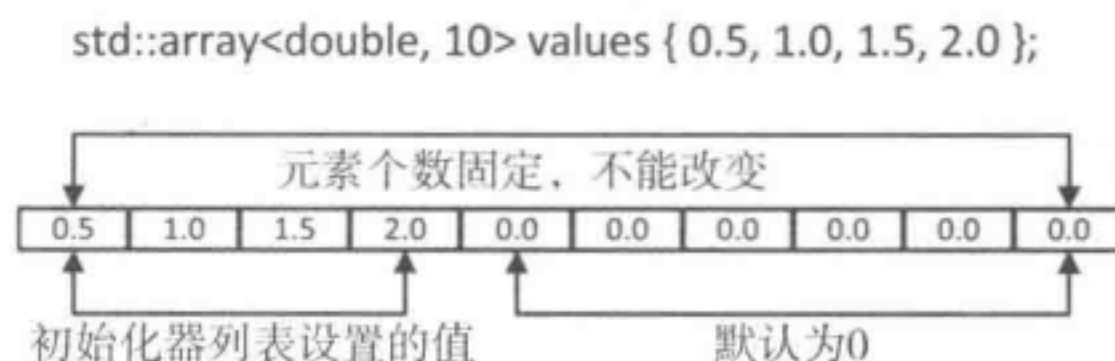 std::array<double, 10> values { 0.5, 1.0, 1.5, 2.0 };
元素个数固定，不能改变
0.5 1.0 1.5 2.0 0.0 0.0 0.0 0.0 0.0 0.0
初始化器列表设置的值 默认为0